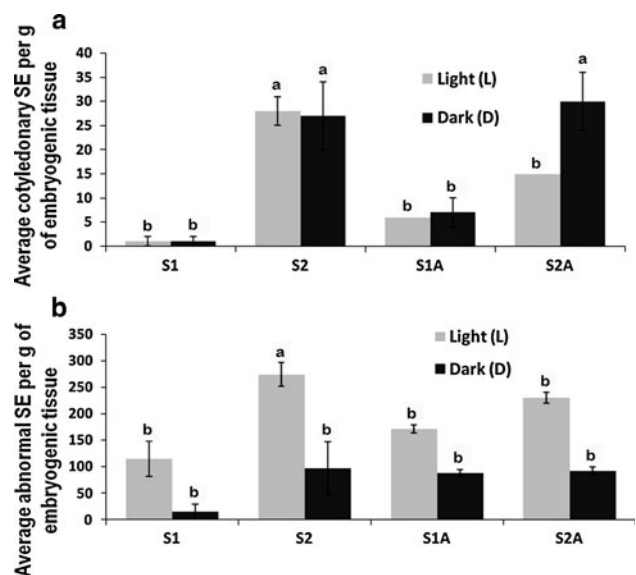 a
Average cotyledonary SE per g
of embryogenic tissue
40
35
30
25
20
15
10
5
0
Light (L)
Dark (D)
b b a a b b b a
S1 S2 S1A S2A
b
Average abnormal SE per g of
embryogenic tissue
350
300
250
200
150
100
50
0
Light (L)
Dark (D)
b b a b b b b b
S1 S2 S1A S2A